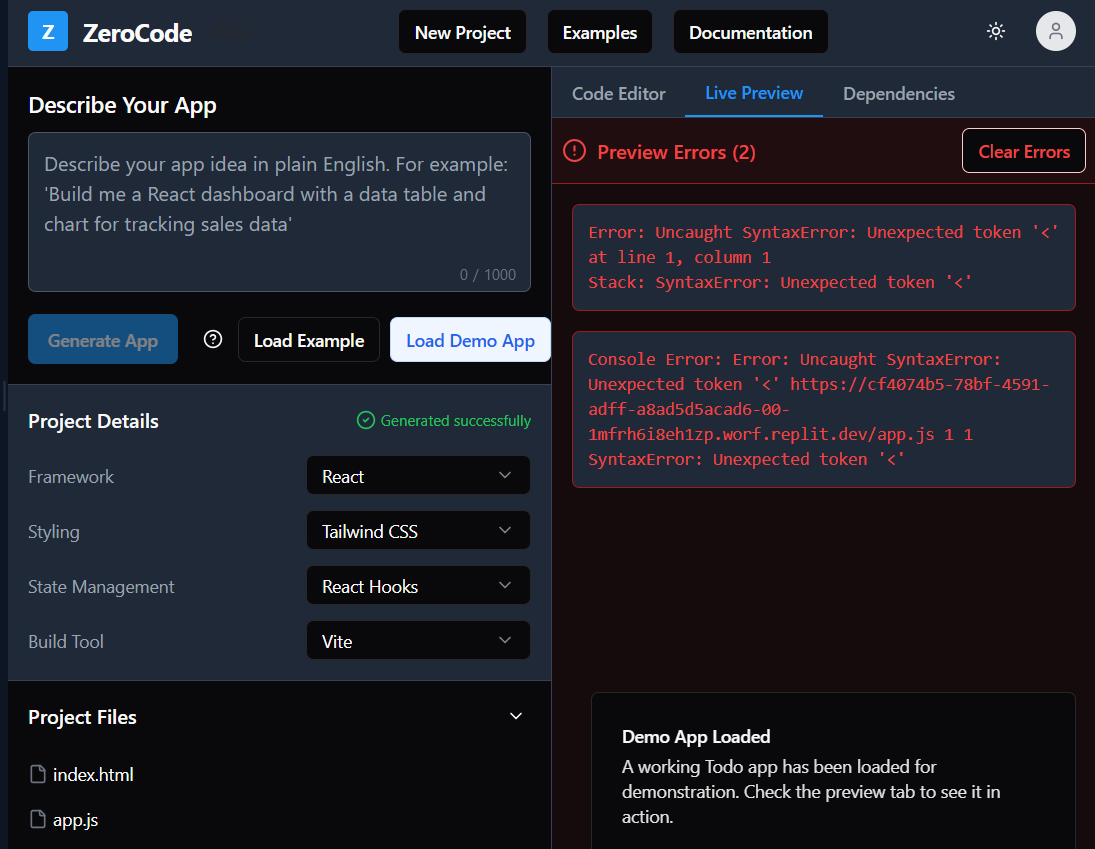 Z ZeroCode New Project Examples Documentation
Describe Your App
Describe your app idea in plain English. For example:
'Build me a React dashboard with a data table and
chart for tracking sales data'
0 / 1000
Generate App ? Load Example Load Demo App
Project Details Generated successfully
Framework React
Styling Tailwind CSS
State Management React Hooks
Build Tool Vite
Project Files
index.html
app.js
Code Editor Live Preview Dependencies
! Preview Errors (2) Clear Errors
Error: Uncaught SyntaxError: Unexpected token '<'
at line 1, column 1
Stack: SyntaxError: Unexpected token '<'
Console Error: Error: Uncaught SyntaxError:
Unexpected token '<' https://cf4074b5-78bf-4591-
adff-a8ad5d5acad6-00-
1mfrh6i8eh1zp.worf.replit.dev/app.js 1 1
SyntaxError: Unexpected token '<'
Demo App Loaded
A working Todo app has been loaded for
demonstration. Check the preview tab to see it in
action.